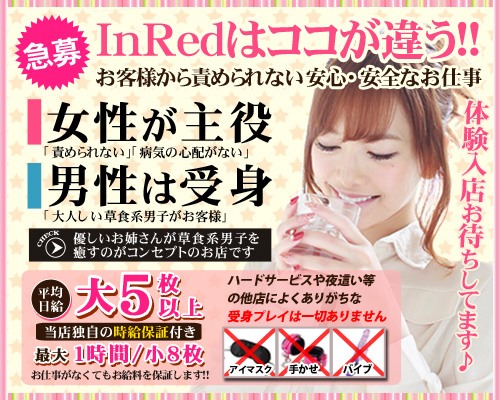 急募
InRedはココが違う!!
お客様から責められない安心・安全なお仕事
女性が主役
「責められない」「病気の心配がない」
男性は受身
「大人しい草食系男子がお客様」
CHECK
優しいお姉さんが草食系男子を
癒すのがコンセプトのお店です
体験入店お待ちしてます♪
平均日給
大5枚以上
当店独自の時給保証付き
最大 1時間/小8枚
お仕事がなくてもお給料を保証します!!
ハードサービスや夜這い等
の他店によくありがちな
受身プレイは一切ありません
アイマスク
手かせ
バイブ